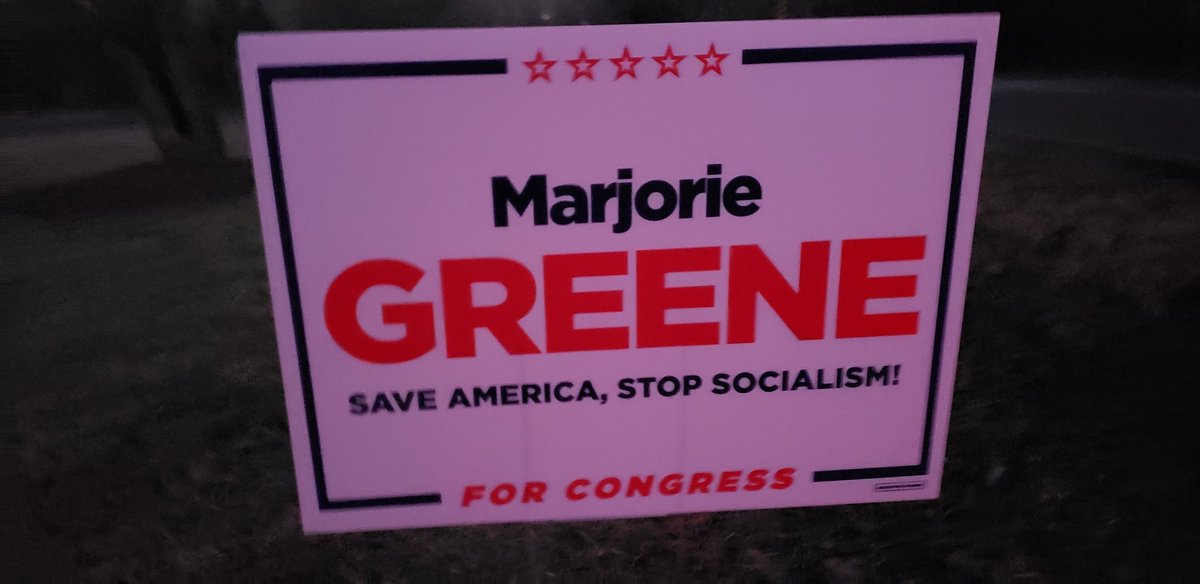 Marjorie
GREENE
SAVE AMERICA, STOP SOCIALISM!
FOR CONGRESS